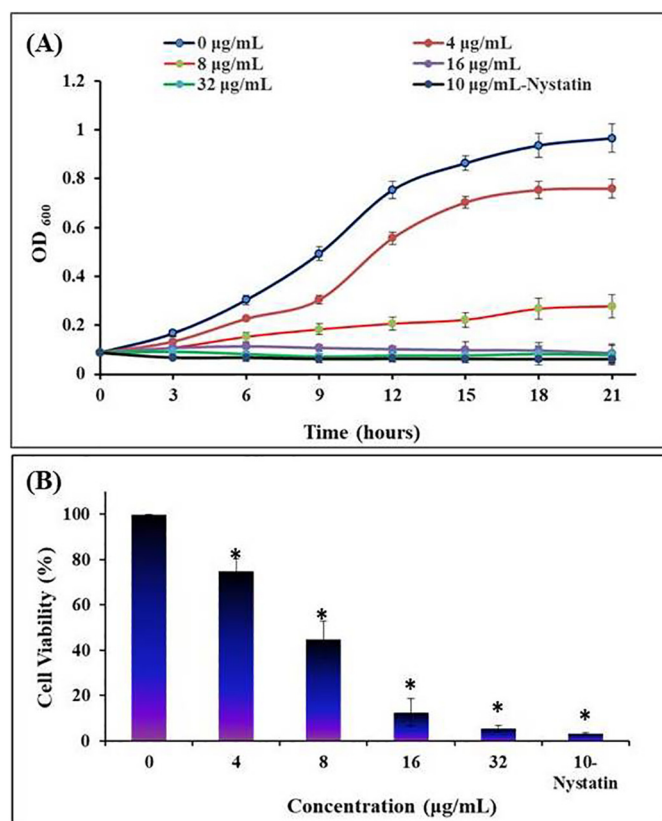 (A)
0 µg/mL 4 µg/mL
8 µg/mL 16 µg/mL
32 µg/mL 10 µg/mL-Nystatin
1.2
1
0.8
0.6
0.4
0.2
0
OD 600
0 3 6 9 12 15 18 21
Time (hours)
(B)
100
80
60
40
20
0
Cell Viability (%)
* * * * *
0 4 8 16 32 10-
Nystatin
Concentration (µg/mL)